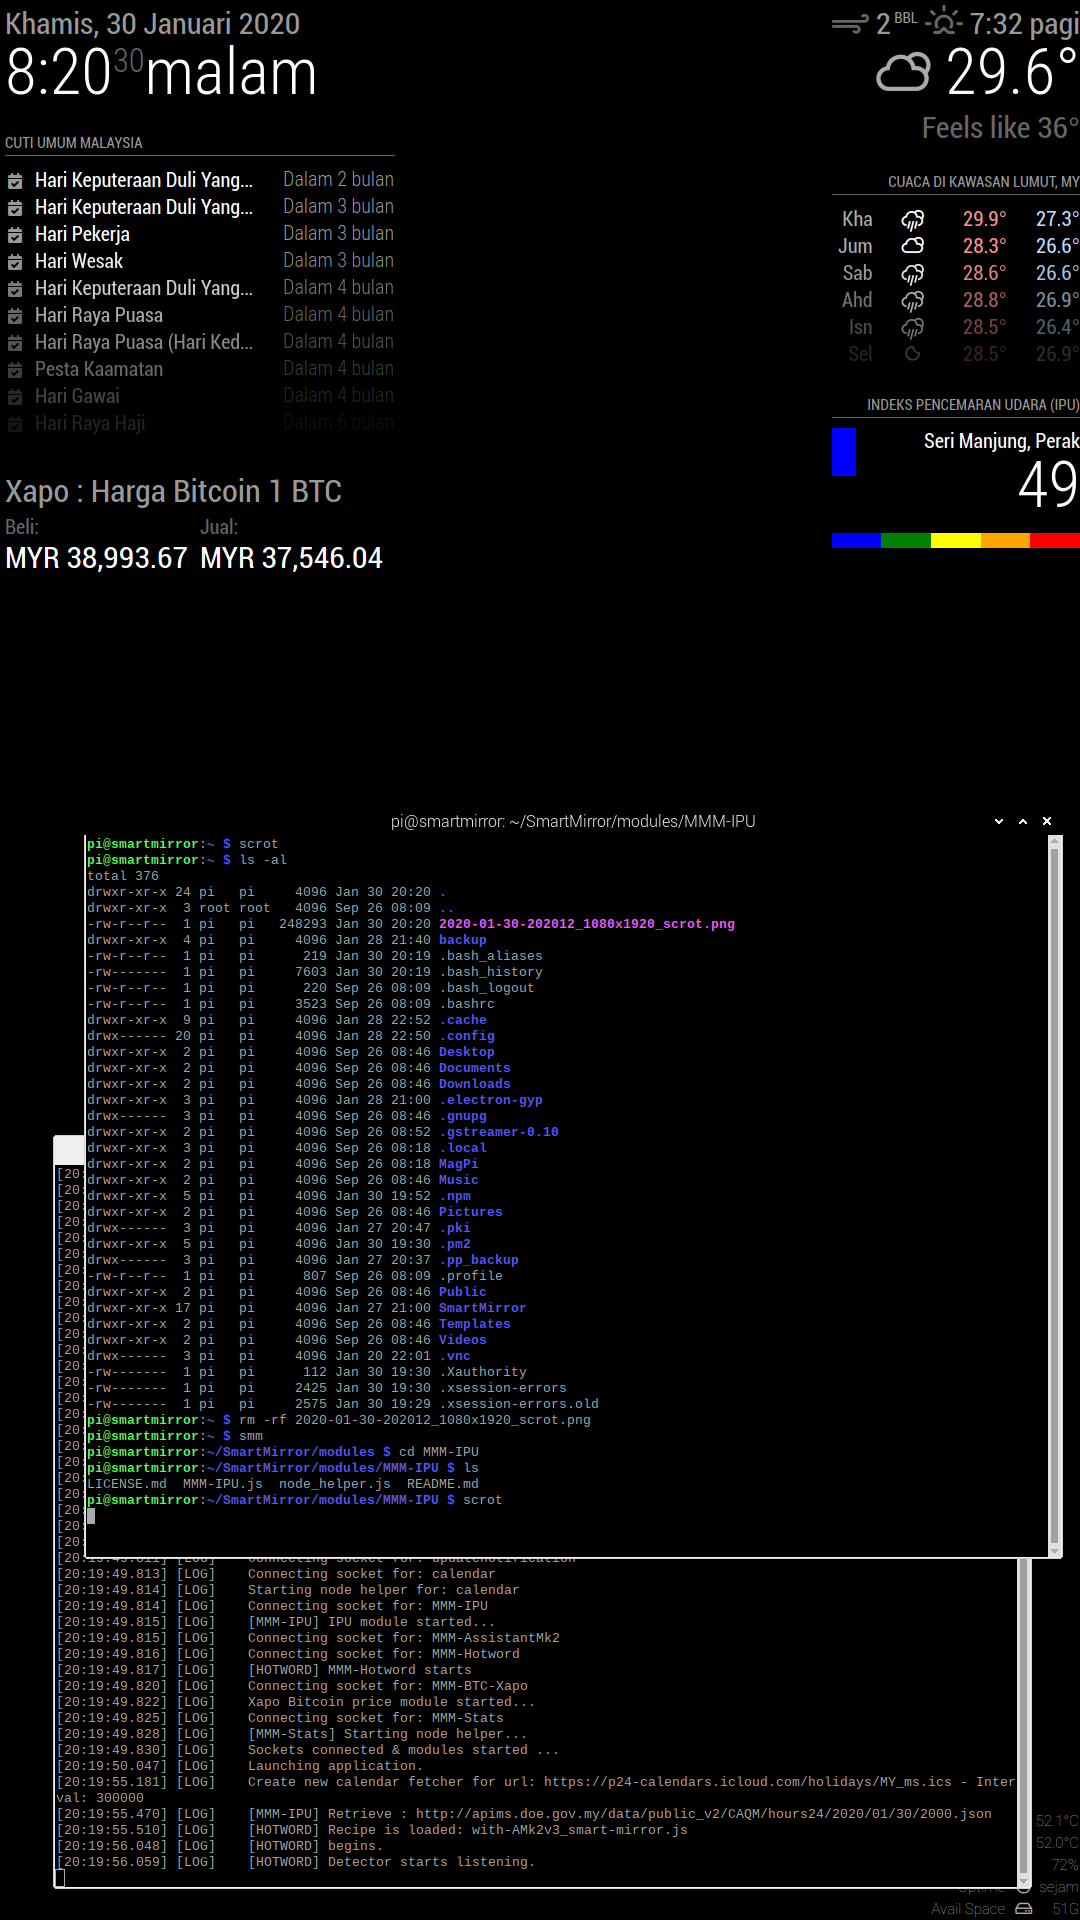 Khamis, 30 Januari 2020
8:20 30 malam
2 BBL 7:32 pagi
29.6°
Feels like 36°
CUTI UMUM MALAYSIA
Hari Keputeraan Duli Yang... Dalam 2 bulan
Hari Keputeraan Duli Yang... Dalam 3 bulan
Hari Pekerja Dalam 3 bulan
Hari Wesak Dalam 3 bulan
Hari Keputeraan Duli Yang... Dalam 4 bulan
Hari Raya Puasa Dalam 4 bulan
Hari Raya Puasa (Hari Ked... Dalam 4 bulan
Pesta Kaamatan Dalam 4 bulan
Hari Gawai Dalam 4 bulan
Hari Raya Haji Dalam 6 bulan
CUACA DI KAWASAN LUMUT, MY
Kha 29.9° 27.3°
Jum 28.3° 26.6°
Sab 28.6° 26.6°
Ahd 28.8° 26.9°
Isn 28.5° 26.4°
Sel 28.5° 26.9°
INDEKS PENCEMARAN UDARA (IPU)
Seri Manjung, Perak
49
Xapo : Harga Bitcoin 1 BTC
Beli: Jual:
MYR 38,993.67 MYR 37,546.04
pi@smartmirror: ~/SmartMirror/modules/MMM-IPU
pi@smartmirror:~ $ scrot
pi@smartmirror:~ $ ls -al
total 376
drwxr-xr-x 24 pi pi 4096 Jan 30 20:20 .
drwxr-xr-x 3 root root 4096 Sep 26 08:09 ..
-rw-r--r-- 1 pi pi 248293 Jan 30 20:20 2020-01-30-202012_1080x1920_scrot.png
drwxr-xr-x 4 pi pi 4096 Jan 28 21:40 backup
-rw-r--r-- 1 pi pi 219 Jan 30 20:19 .bash_aliases
-rw------- 1 pi pi 7603 Jan 30 20:19 .bash_history
-rw-r--r-- 1 pi pi 220 Sep 26 08:09 .bash_logout
-rw-r--r-- 1 pi pi 3523 Sep 26 08:09 .bashrc
drwxr-xr-x 9 pi pi 4096 Jan 28 22:52 .cache
drwx------ 20 pi pi 4096 Jan 28 22:50 .config
drwxr-xr-x 2 pi pi 4096 Sep 26 08:46 Desktop
drwxr-xr-x 2 pi pi 4096 Sep 26 08:46 Documents
drwxr-xr-x 2 pi pi 4096 Sep 26 08:46 Downloads
drwxr-xr-x 3 pi pi 4096 Jan 28 21:00 .electron-gyp
drwx------ 3 pi pi 4096 Sep 26 08:46 .gnupg
drwxr-xr-x 2 pi pi 4096 Sep 26 08:52 .gstreamer-0.10
drwxr-xr-x 3 pi pi 4096 Sep 26 08:18 .local
drwxr-xr-x 2 pi pi 4096 Sep 26 08:18 MagPi
drwxr-xr-x 2 pi pi 4096 Sep 26 08:46 Music
drwxr-xr-x 5 pi pi 4096 Jan 30 19:52 .npm
drwxr-xr-x 2 pi pi 4096 Sep 26 08:46 Pictures
drwx------ 3 pi pi 4096 Jan 27 20:47 .pki
drwxr-xr-x 5 pi pi 4096 Jan 30 19:30 .pm2
drwx------ 3 pi pi 4096 Jan 27 20:37 .pp_backup
-rw-r--r-- 1 pi pi 807 Sep 26 08:09 .profile
drwxr-xr-x 2 pi pi 4096 Sep 26 08:46 Public
drwxr-xr-x 17 pi pi 4096 Jan 27 21:00 SmartMirror
drwxr-xr-x 2 pi pi 4096 Sep 26 08:46 Templates
drwxr-xr-x 2 pi pi 4096 Sep 26 08:46 Videos
drwx------ 3 pi pi 4096 Jan 20 22:01 .vnc
-rw------- 1 pi pi 112 Jan 30 19:30 .Xauthority
-rw------- 1 pi pi 2425 Jan 30 19:30 .xsession-errors
-rw------- 1 pi pi 2575 Jan 30 19:29 .xsession-errors.old
pi@smartmirror:~ $ rm -rf 2020-01-30-202012_1080x1920_scrot.png
pi@smartmirror:~ $ smm
pi@smartmirror:~/SmartMirror/modules $ cd MMM-IPU
pi@smartmirror:~/SmartMirror/modules/MMM-IPU $ ls
LICENSE.md MMM-IPU.js node_helper.js README.md
pi@smartmirror:~/SmartMirror/modules/MMM-IPU $ scrot
[20:19:49.811] [LOG] Connecting socket for: updatenotification
[20:19:49.813] [LOG] Connecting socket for: calendar
[20:19:49.814] [LOG] Starting node helper for: calendar
[20:19:49.814] [LOG] Connecting socket for: MMM-IPU
[20:19:49.815] [LOG] [MMM-IPU] IPU module started...
[20:19:49.815] [LOG] Connecting socket for: MMM-AssistantMk2
[20:19:49.816] [LOG] Connecting socket for: MMM-Hotword
[20:19:49.817] [LOG] [HOTWORD] MMM-Hotword starts
[20:19:49.820] [LOG] Connecting socket for: MMM-BTC-Xapo
[20:19:49.822] [LOG] Xapo Bitcoin price module started...
[20:19:49.825] [LOG] Connecting socket for: MMM-Stats
[20:19:49.828] [LOG] [MMM-Stats] Starting node helper...
[20:19:49.830] [LOG] Sockets connected & modules started ...
[20:19:50.047] [LOG] Launching application.
[20:19:55.181] [LOG] Create new calendar fetcher for url: https://p24-calendars.icloud.com/holidays/MY_ms.ics - Inter
val: 300000
[20:19:55.470] [LOG] [MMM-IPU] Retrieve : http://apims.doe.gov.my/data/public_v2/CAQM/hours24/2020/01/30/2000.json
[20:19:55.510] [LOG] [HOTWORD] Recipe is loaded: with-AMk2v3_smart-mirror.js
[20:19:56.048] [LOG] [HOTWORD] begins.
[20:19:56.059] [LOG] [HOTWORD] Detector starts listening.
52.1°C
52.0°C
72%
Uptime sejam
Avail Space 51G